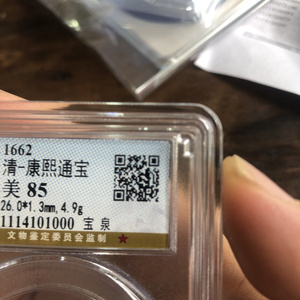 1662
清-康熙通宝
美 85
26.0*1.3mm,4.9g
1114101000 宝泉
文物鉴定委员会监制